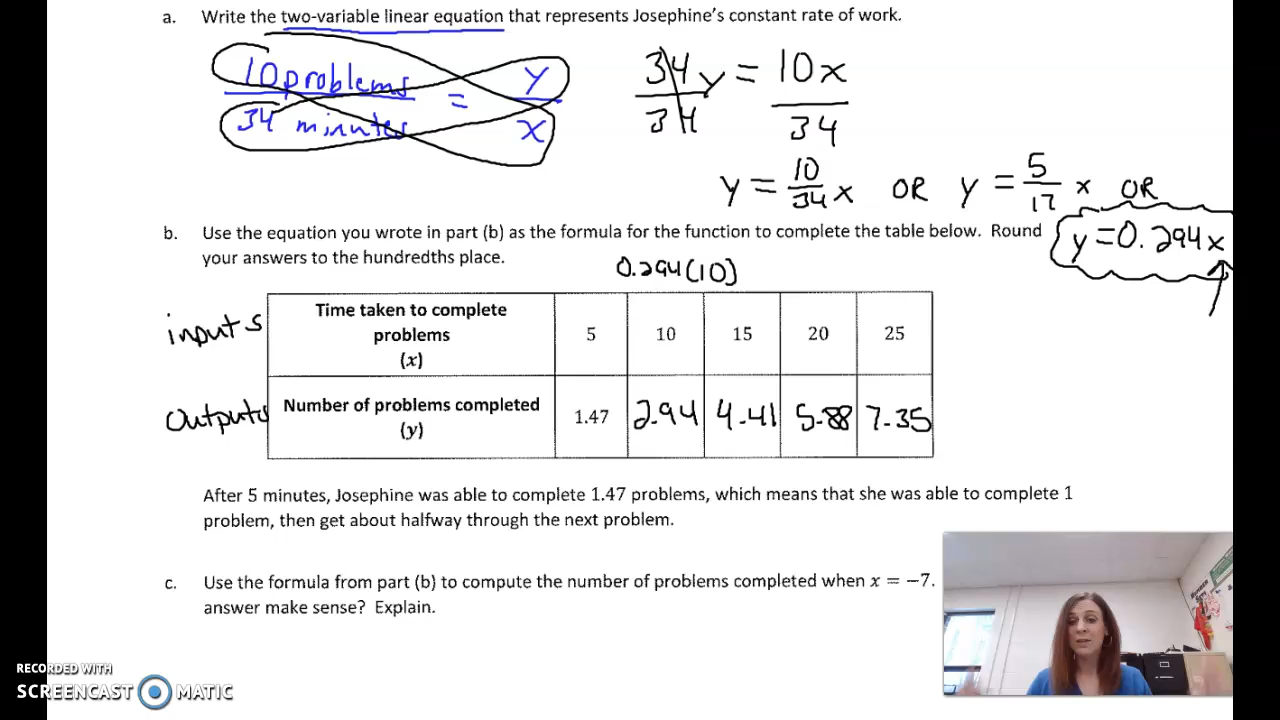 a. Write the two-variable linear equation that represents Josephine's constant rate of work.
10 problems / 34 minutes = y / x
34y / 34 = 10x / 34
y = 10/34 x OR y = 5/17 x OR
y = 0.294x
b. Use the equation you wrote in part (b) as the formula for the function to complete the table below. Round
your answers to the hundredths place.
0.294(10)
inputs
Time taken to complete
problems
(x)
5 10 15 20 25
outputs
Number of problems completed
(y)
1.47 2.94 4.41 5.88 7.35
After 5 minutes, Josephine was able to complete 1.47 problems, which means that she was able to complete 1
problem, then get about halfway through the next problem.
c. Use the formula from part (b) to compute the number of problems completed when x = −7.
answer make sense? Explain.
RECORDED WITH
SCREENCAST MATIC